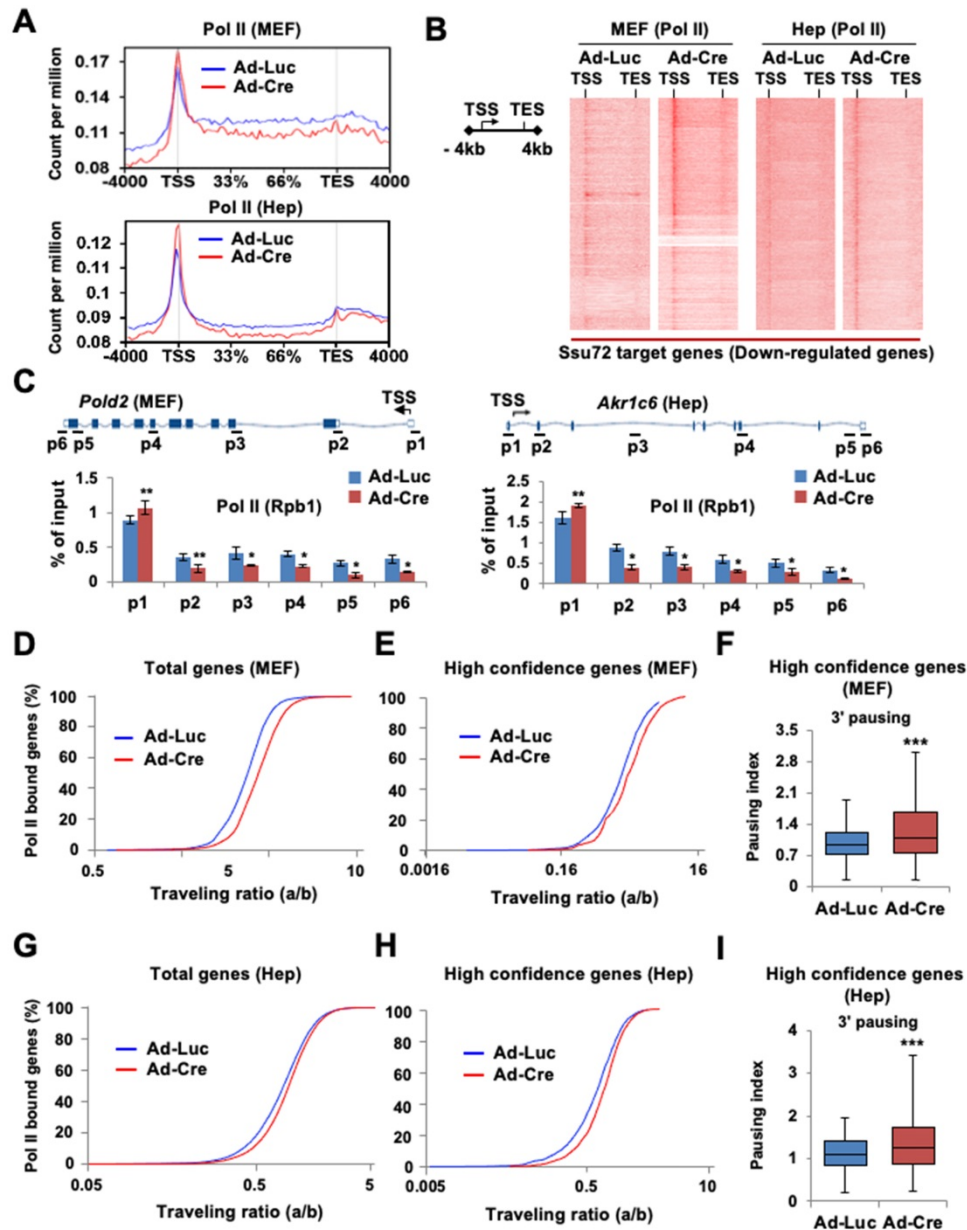 A
Pol II (MEF)
Count per million
0.17
0.14
0.11
0.08
Ad-Luc
Ad-Cre
-4000 TSS 33% 66% TES 4000
Pol II (Hep)
Count per million
0.12
0.1
0.09
0.08
Ad-Luc
Ad-Cre
-4000 TSS 33% 66% TES 4000
B
MEF (Pol II) Hep (Pol II)
Ad-Luc Ad-Cre Ad-Luc Ad-Cre
TSS TES TSS TES TSS TES TSS TES
TSS TES
- 4kb 4kb
Ssu72 target genes (Down-regulated genes)
C
Pold2 (MEF)
TSS
p6 p5 p4 p3 p2 p1
Ad-Luc
Ad-Cre
Pol II (Rpb1)
% of input
1.5
1
0.5
0
** ** * * * *
p1 p2 p3 p4 p5 p6
TSS
Akr1c6 (Hep)
p1 p2 p3 p4 p5 p6
Ad-Luc
Ad-Cre
Pol II (Rpb1)
% of input
2.5
2
1.5
1
0.5
0
** * * * * *
p1 p2 p3 p4 p5 p6
D
Total genes (MEF)
Pol II bound genes (%)
100
80
60
40
20
0
Ad-Luc
Ad-Cre
0.5 5 10
Traveling ratio (a/b)
E
High confidence genes (MEF)
100
80
60
40
20
0
Ad-Luc
Ad-Cre
0.0016 0.16 16
Traveling ratio (a/b)
F
High confidence genes
(MEF)
3' pausing
***
Pausing index
3.5
2.8
2.1
1.4
0.7
0
Ad-Luc Ad-Cre
G
Total genes (Hep)
Pol II bound genes (%)
100
80
60
40
20
0
Ad-Luc
Ad-Cre
0.05 0.5 5
Traveling ratio (a/b)
H
High confidence genes (Hep)
100
80
60
40
20
0
Ad-Luc
Ad-Cre
0.005 0.5 10
Traveling ratio (a/b)
I
High confidence genes
(Hep)
3' pausing
***
Pausing index
4
3
2
1
0
Ad-Luc Ad-Cre